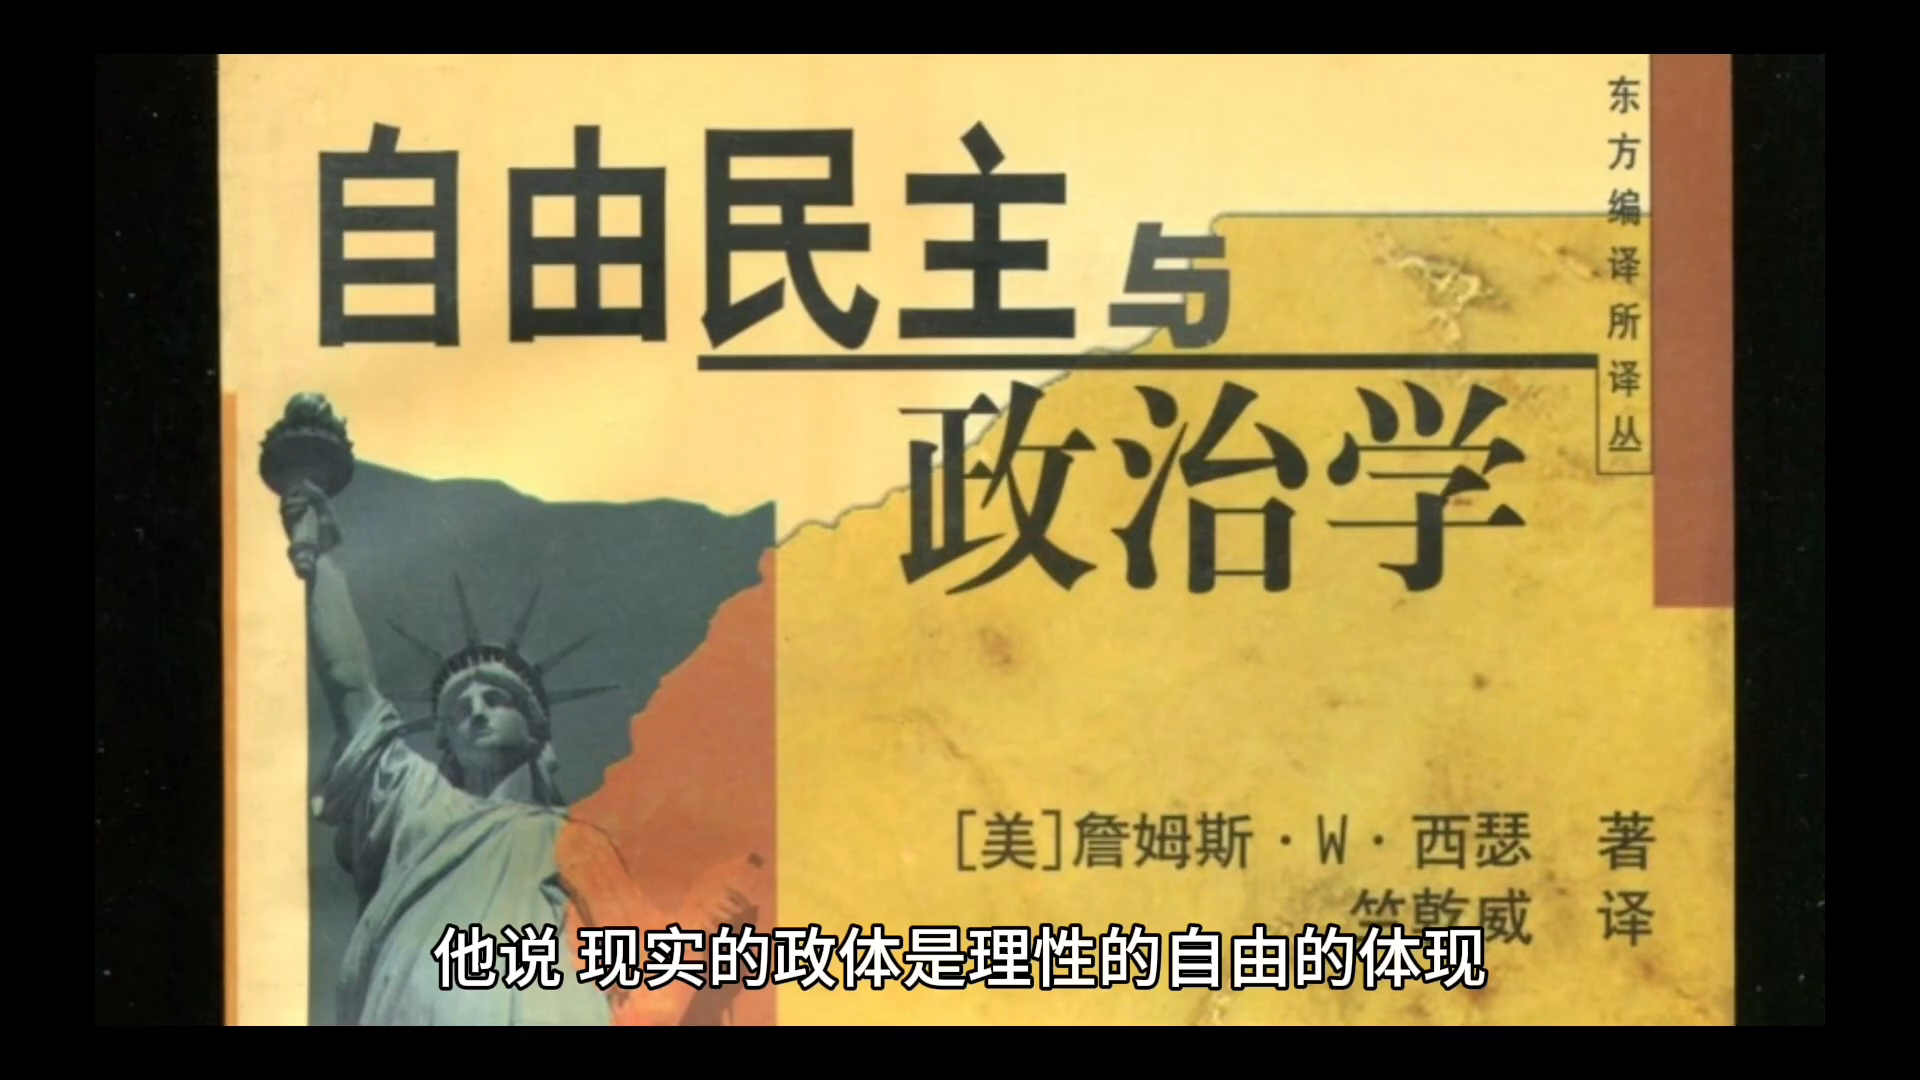 自由民主与
政治学
东方编译所译丛
[美]詹姆斯·W·西瑟 著
竺乾威 译
他说 现实的政体是理性的自由的体现